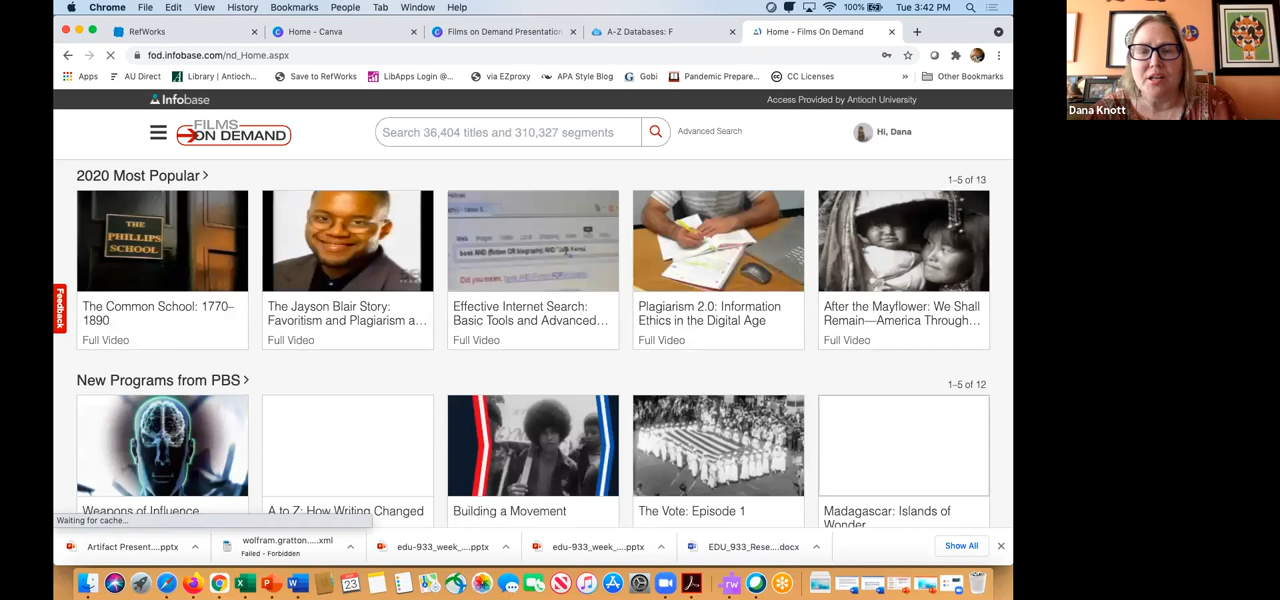 Chrome File Edit View History Bookmarks People Tab Window Help 100% Tue 3:42 PM
RefWorks × Home - Canva × Films on Demand Presentation × A-Z Databases: F × Home - Films On Demand × +
fod.infobase.com/nd_Home.aspx
Apps AU Direct Library | Antioch... Save to RefWorks LibApps Login @... via EZproxy APA Style Blog Gobi Pandemic Prepare... CC Licenses » Other Bookmarks
Dana Knott
Infobase Access Provided by Antioch University
FILMS ON DEMAND Search 36,404 titles and 310,327 segments Advanced Search Hi, Dana
2020 Most Popular > 1–5 of 13
THE
PHILLIPS
SCHOOL
The Common School: 1770–
1890
Full Video
The Jayson Blair Story:
Favoritism and Plagiarism a...
Full Video
Effective Internet Search:
Basic Tools and Advanced...
Full Video
Plagiarism 2.0: Information
Ethics in the Digital Age
Full Video
After the Mayflower: We Shall
Remain—America Through...
Full Video
Feedback
New Programs from PBS > 1–5 of 12
Weapons of Influence
A to Z: How Writing Changed
Building a Movement
The Vote: Episode 1
Madagascar: Islands of
Wonder
Waiting for cache...
Artifact Present....pptx
wolfram.gratton.....xml
Failed - Forbidden
edu-933_week_....pptx
edu-933_week_....pptx
EDU_933_Rese....docx
Show All